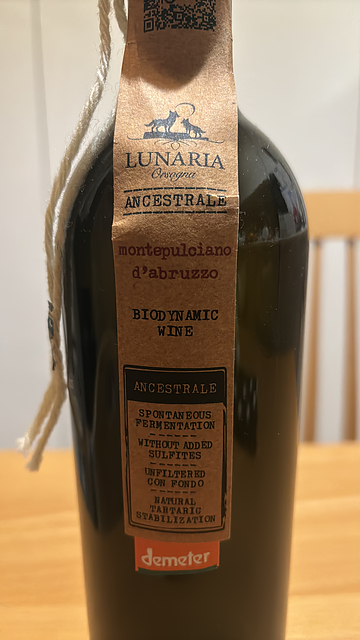 LUNARIA
Orsogna
ANCESTRALE
montepulciano
d'abruzzo
BIODYNAMIC
WINE
ANCESTRALE
SPONTANEOUS
FERMENTATION
WITHOUT ADDED
SULFITES
UNFILTERED
CON FONDO
NATURAL
TARTARIC
STABILIZATION
demeter